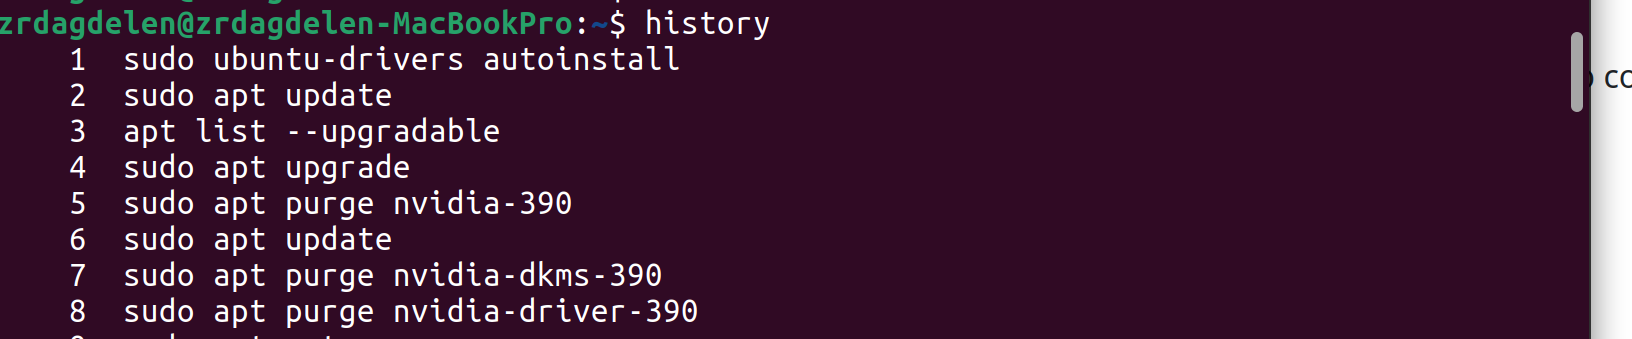 zrdagdelen@zrdagdelen-MacBookPro:~$ history
1 sudo ubuntu-drivers autoinstall
2 sudo apt update
3 apt list --upgradable
4 sudo apt upgrade
5 sudo apt purge nvidia-390
6 sudo apt update
7 sudo apt purge nvidia-dkms-390
8 sudo apt purge nvidia-driver-390